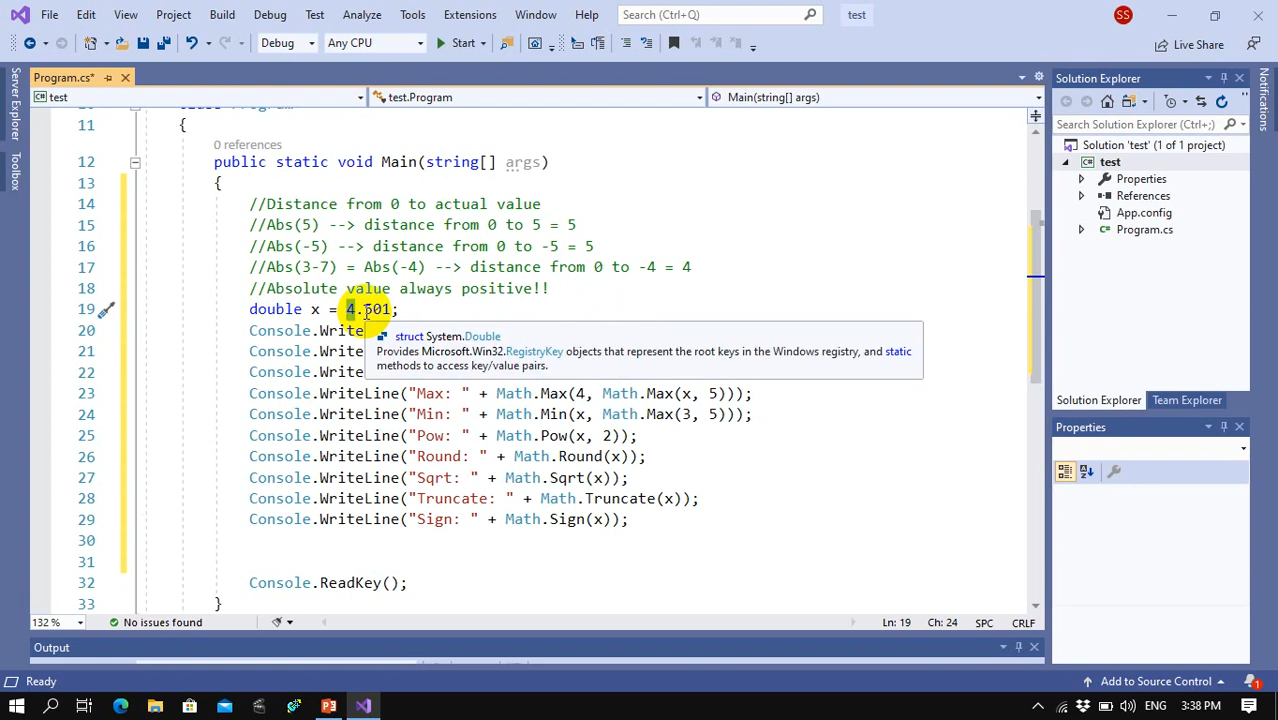 File Edit View Project Build Debug Test Analyze Tools Extensions Window Help Search (Ctrl+Q) test SS
Debug Any CPU Start Live Share
Program.cs*
test test.Program Main(string[] args)
11 {
0 references
12 public static void Main(string[] args)
13 {
14 //Distance from 0 to actual value
15 //Abs(5) --> distance from 0 to 5 = 5
16 //Abs(-5) --> distance from 0 to -5 = 5
17 //Abs(3-7) = Abs(-4) --> distance from 0 to -4 = 4
18 //Absolute value always positive!!
19 double x = 4.501;
20 Console.Write
struct System.Double
21 Console.Write
Provides Microsoft.Win32.RegistryKey objects that represent the root keys in the Windows registry, and static
methods to access key/value pairs.
22 Console.Write
23 Console.WriteLine("Max: " + Math.Max(4, Math.Max(x, 5)));
24 Console.WriteLine("Min: " + Math.Min(x, Math.Max(3, 5)));
25 Console.WriteLine("Pow: " + Math.Pow(x, 2));
26 Console.WriteLine("Round: " + Math.Round(x));
27 Console.WriteLine("Sqrt: " + Math.Sqrt(x));
28 Console.WriteLine("Truncate: " + Math.Truncate(x));
29 Console.WriteLine("Sign: " + Math.Sign(x));
30
31
32 Console.ReadKey();
33 }
132 % No issues found Ln: 19 Ch: 24 SPC CRLF
Output
Ready Add to Source Control 1
Server Explorer
Toolbox
Solution Explorer
Search Solution Explorer (Ctrl+;)
Solution 'test' (1 of 1 project)
test
Properties
References
App.config
Program.cs
Solution Explorer Team Explorer
Properties
Notifications
ENG 3:38 PM